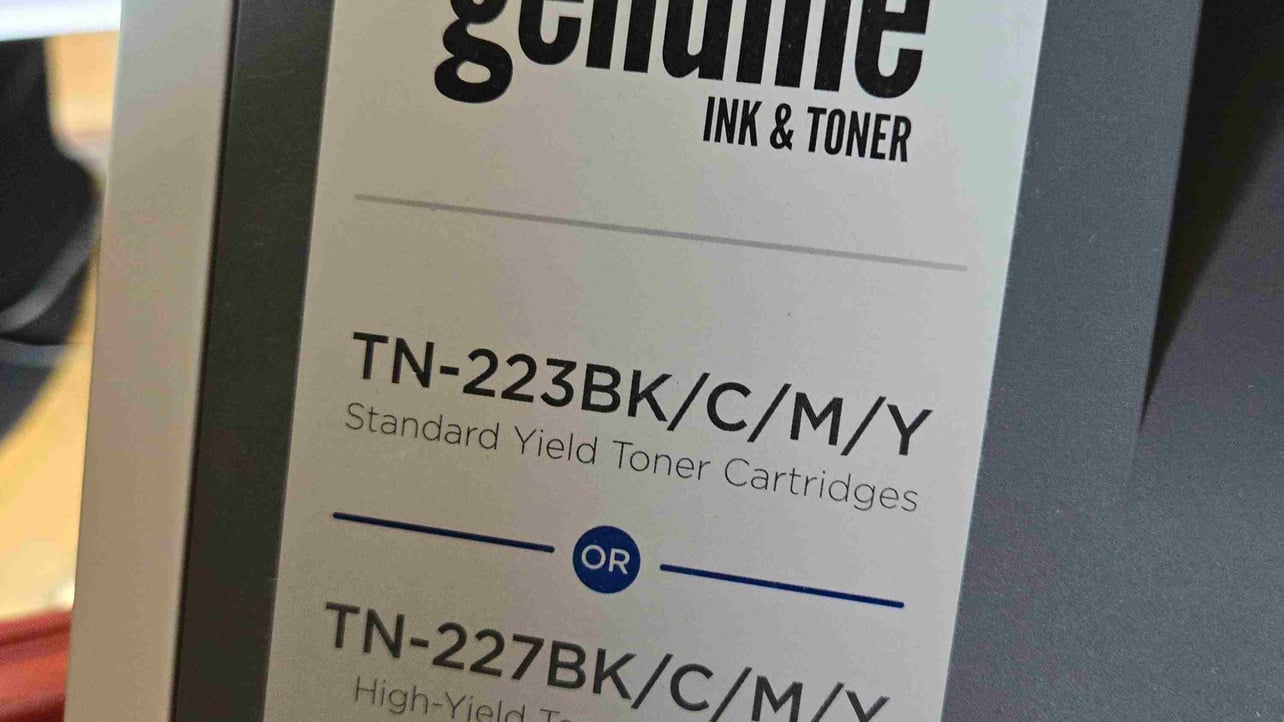 genuine
INK & TONER
TN-223BK/C/M/Y
Standard Yield Toner Cartridges
OR
TN-227BK/C/M/Y
High-Yield